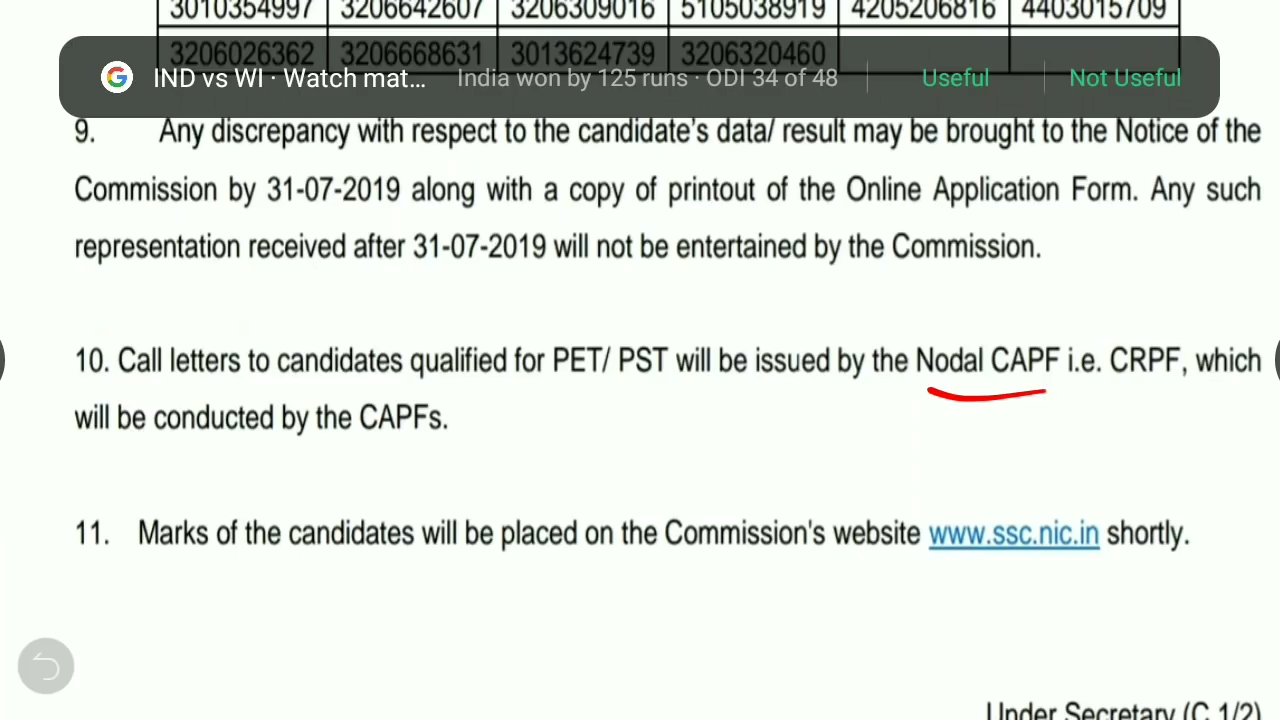 3010354997 3206642607 3206309016 5105038919 4205206816 4403015709
3206026362 3206668631 3013624739 3206320460
G IND vs WI · Watch mat... India won by 125 runs · ODI 34 of 48 Useful Not Useful
9. Any discrepancy with respect to the candidate's data/ result may be brought to the Notice of the
Commission by 31-07-2019 along with a copy of printout of the Online Application Form. Any such
representation received after 31-07-2019 will not be entertained by the Commission.
10. Call letters to candidates qualified for PET/ PST will be issued by the Nodal CAPF i.e. CRPF, which
will be conducted by the CAPFs.
11. Marks of the candidates will be placed on the Commission's website www.ssc.nic.in shortly.
Under Secretary (C 1/2)